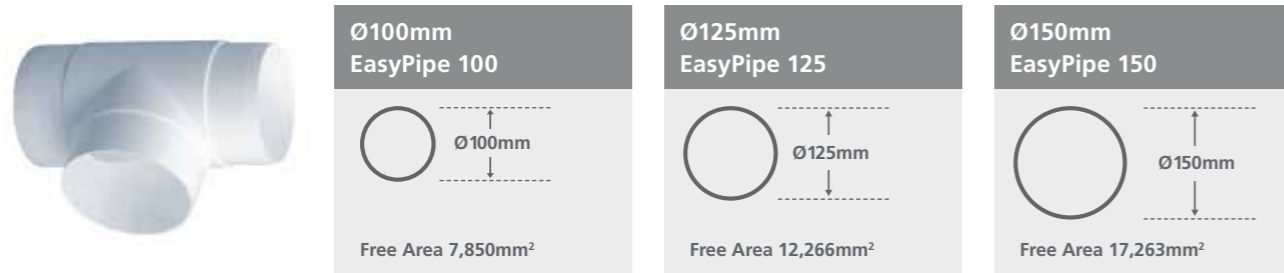 Ø100mm
EasyPipe 100
Ø100mm
Free Area 7,850mm²
Ø125mm
EasyPipe 125
Ø125mm
Free Area 12,266mm²
Ø150mm
EasyPipe 150
Ø150mm
Free Area 17,263mm²